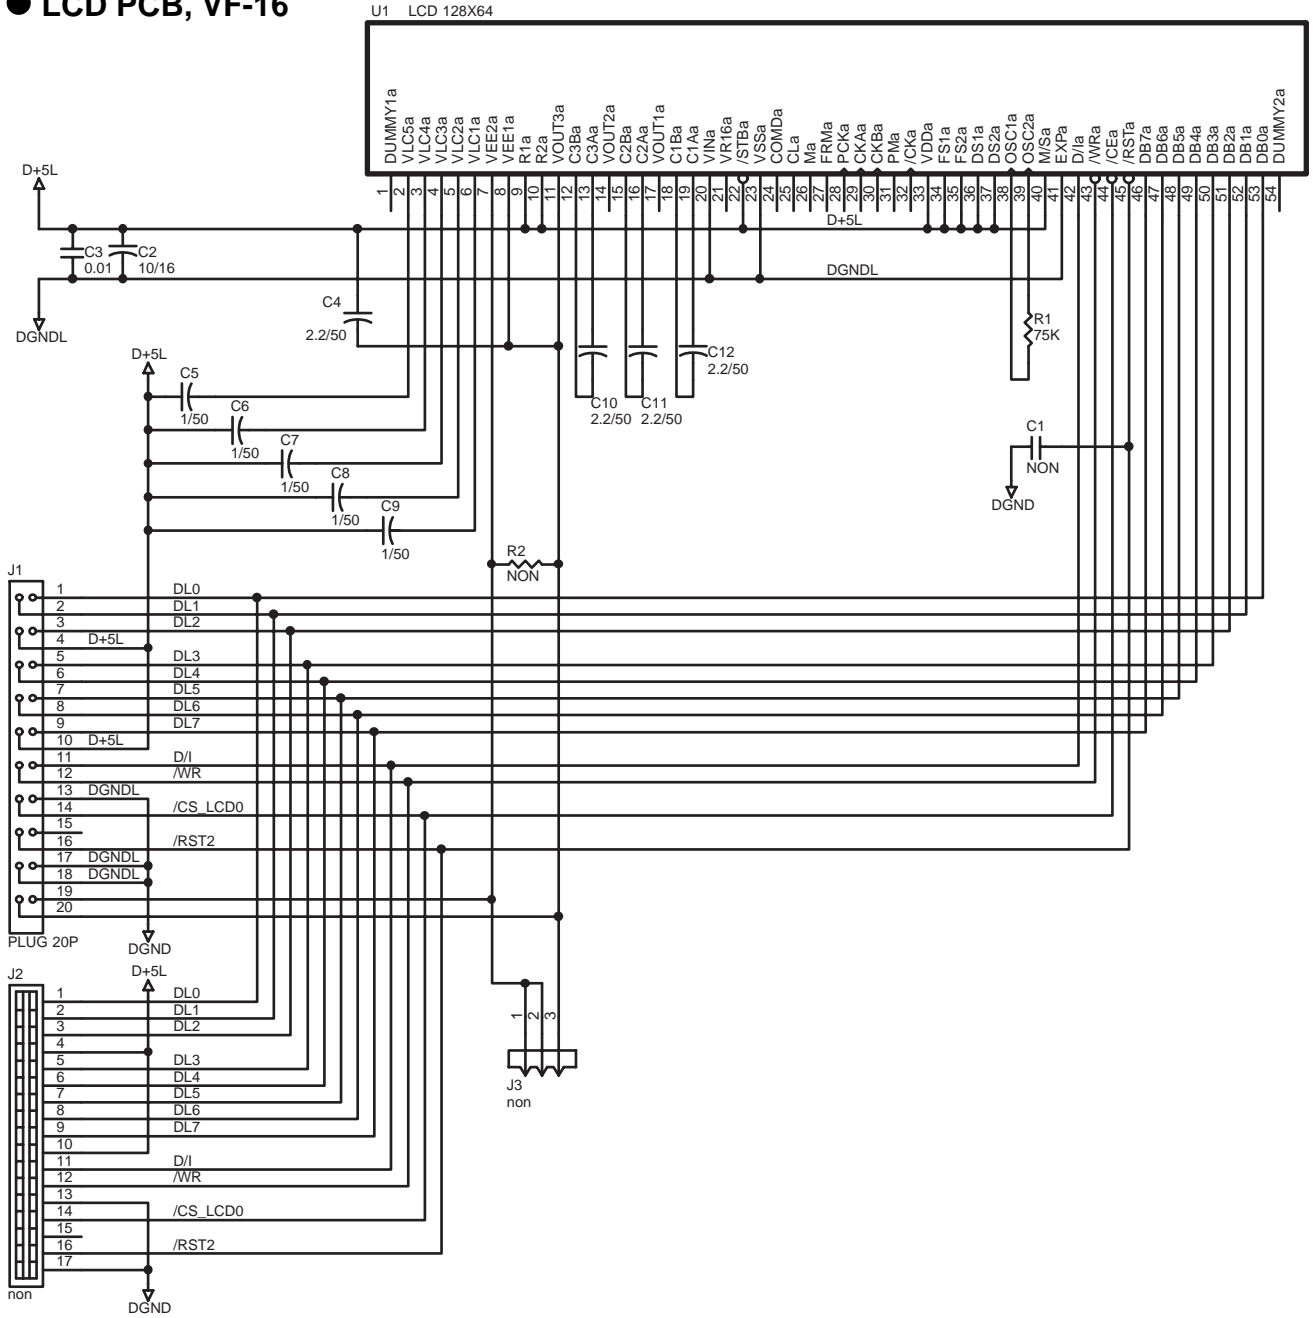 ● LCD PCB, VF-16
U1 LCD 128X64
DUMMY1a
VLC5a
VLC4a
VLC3a
VLC2a
VLC1a
VEE2a
VEE1a
R1a
R2a
VOUT3a
C3Ba
C3Aa
VOUT2a
C2Ba
C2Aa
VOUT1a
C1Ba
C1Aa
VINa
VR16a
/STBa
VSSa
COMDa
CLa
Ma
FRMa
PCKa
CKAa
CKBa
PMa
/CKa
VDDa
FS1a
FS2a
DS1a
DS2a
OSC1a
OSC2a
M/Sa
EXPa
D/Ia
/WRa
/CEa
/RSTa
DB7a
DB6a
DB5a
DB4a
DB3a
DB2a
DB1a
DB0a
DUMMY2a
1 2 3 4 5 6 7 8 9 10 11 12 13 14 15 16 17 18 19 20 21 22 23 24 25 26 27 28 29 30 31 32 33 34 35 36 37 38 39 40 41 42 43 44 45 46 47 48 49 50 51 52 53 54
D+5L
D+5L
C3
0.01
C2
10/16
DGNDL
DGNDL
C4
2.2/50
R1
75K
D+5L
C12
2.2/50
C5
1/50
C10
2.2/50
C11
2.2/50
C6
1/50
C1
NON
DGND
C7
1/50
C8
1/50
C9
1/50
R2
NON
J1
1 DL0
2 DL1
3 DL2
4 D+5L
5 DL3
6 DL4
7 DL5
8 DL6
9 DL7
10 D+5L
11 D/I
12 /WR
13 DGNDL
14 /CS_LCD0
15
16 /RST2
17 DGNDL
18 DGNDL
19
20
PLUG 20P
DGND
J2
D+5L
1 DL0
2 DL1
3 DL2
4
5 DL3
6 DL4
7 DL5
8 DL6
9 DL7
10
11 D/I
12 /WR
13
14 /CS_LCD0
15
16 /RST2
17
non
DGND
1 2 3
J3
non